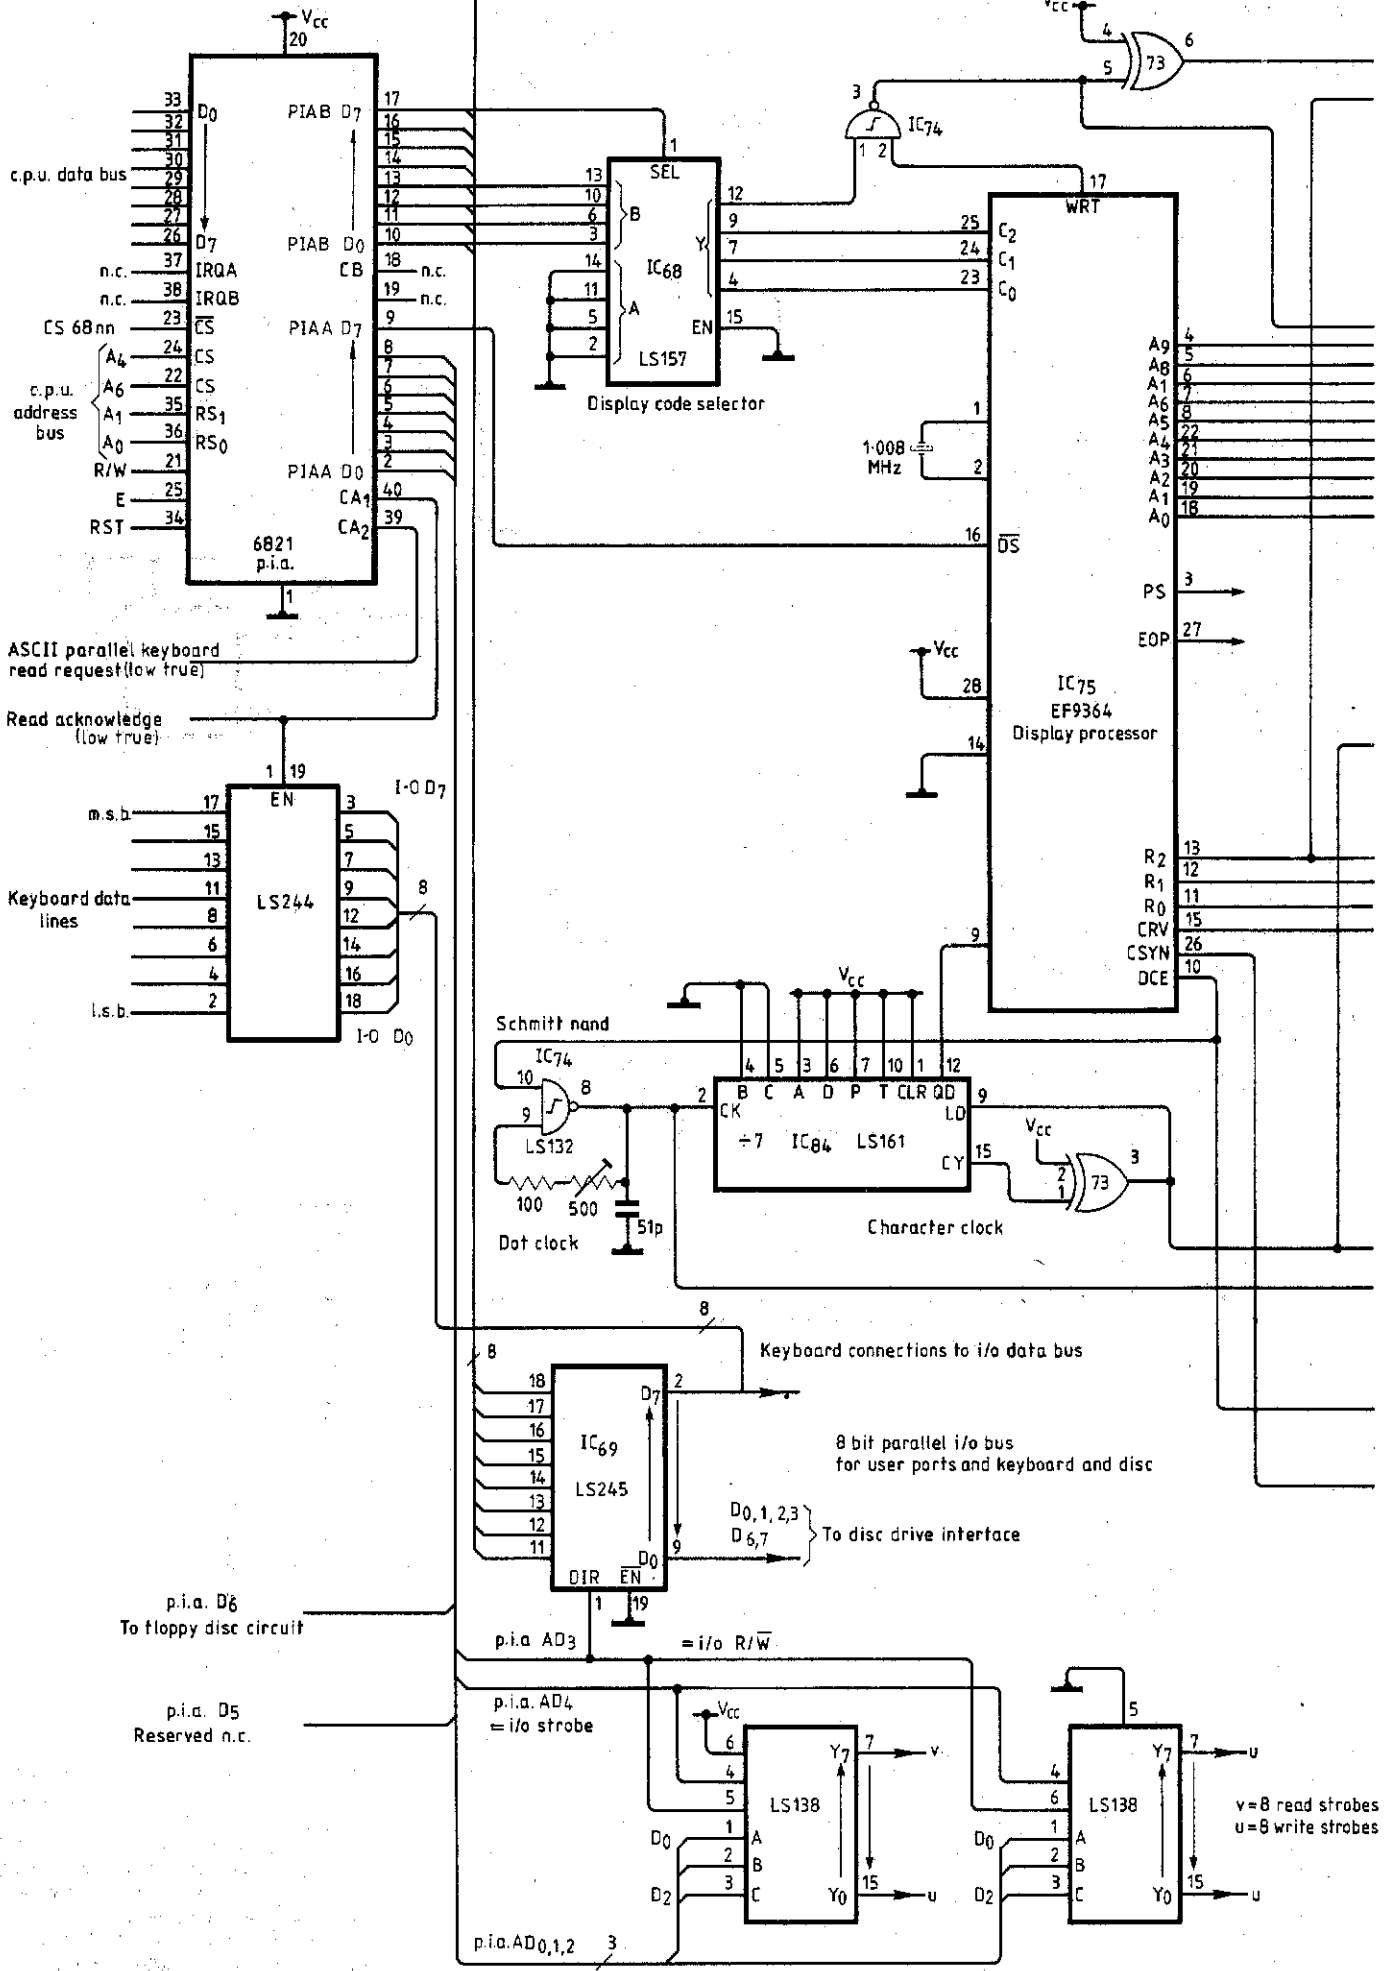 Vcc
20
33 D0
32
31
30
c.p.u. data bus
29
28
27
26 D7
n.c. 37 IRQA
n.c. 38 IRQB
CS 68nn 23 C̅S̅
A4 24 CS
A6 22 CS
c.p.u.
address
bus
A1 35 RS1
A0 36 RS0
R/W 21
E 25
RST 34
PIAB D7 17
16
15
14
13
12
11
PIAB D0 10
CB 18 n.c.
19 n.c.
PIAA D7 9
8
7
6
5
4
3
PIAA D0 2
CA1 40
CA2 39
6821
p.i.a.
1
ASCII parallel keyboard
read request (low true)
Read acknowledge
(low true)
1 19
EN
I-O D7
m.s.b. 17 3
15 5
13 7
11 9
Keyboard data
lines
LS244
8
8 12
6 14
4 16
l.s.b. 2 18
I-O D0
1
SEL
13
10
6
3
B
14
11
5
2
A
12
9
7
4
Y
IC68
EN 15
LS157
Display code selector
Vcc
4
5
73
6
3
IC74
1 2
17
WRT
25 C2
24 C1
23 C0
1
1.008
MHz
2
16 D̅S̅
Vcc
28
14
A9 4
A8 5
A1 6
A6 7
A5 8
A4 22
A3 21
A2 20
A1 19
A0 18
PS 3
EOP 27
IC75
EF9364
Display processor
R2 13
R1 12
R0 11
CRV 15
CSYN 26
DCE 10
9
Schmitt nand
IC74
10
9
8
LS132
100
500
51p
Dot clock
Vcc
4 5 3 6 7 10 1 12
B C A D P T CLR QD
2 CK
LD 9
÷7 IC84 LS161
CY 15
Vcc
2
1
73
3
Character clock
8
Keyboard connections to i/o data bus
8
18
17
16
15
14
13
12
11
D7 2
IC69
LS245
D0 9
DIR E̅N̅
1 19
8 bit parallel i/o bus
for user ports and keyboard and disc
D0,1,2,3
D6,7
To disc drive interface
p.i.a. D6
To floppy disc circuit
p.i.a. AD3 = i/o R/W̅
p.i.a. D5
Reserved n.c.
p.i.a. AD4
= i/o strobe
Vcc
6
4
5
D0 1 A
2 B
D2 3 C
LS138
Y7 7 v
Y0 15 u
5
4
6
D0 1 A
2 B
D2 3 C
LS138
Y7 7 u
Y0 15 u
v=8 read strobes
u=8 write strobes
p.i.a. AD0,1,2 3